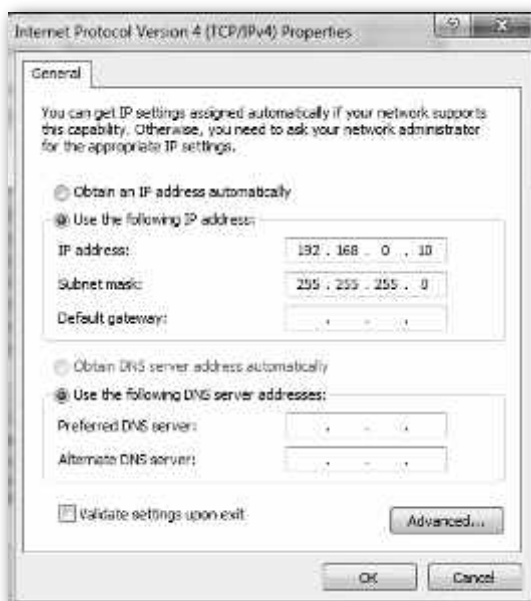 Internet Protocol Version 4 (TCP/IPv4) Properties
General
You can get IP settings assigned automatically if your network supports
this capability. Otherwise, you need to ask your network administrator
for the appropriate IP settings.
Obtain an IP address automatically
Use the following IP address:
IP address: 192 . 168 . 0 . 10
Subnet mask: 255 . 255 . 255 . 0
Default gateway: . . .
Obtain DNS server address automatically
Use the following DNS server addresses:
Preferred DNS server: . . .
Alternate DNS server: . . .
Validate settings upon exit
Advanced...
OK Cancel